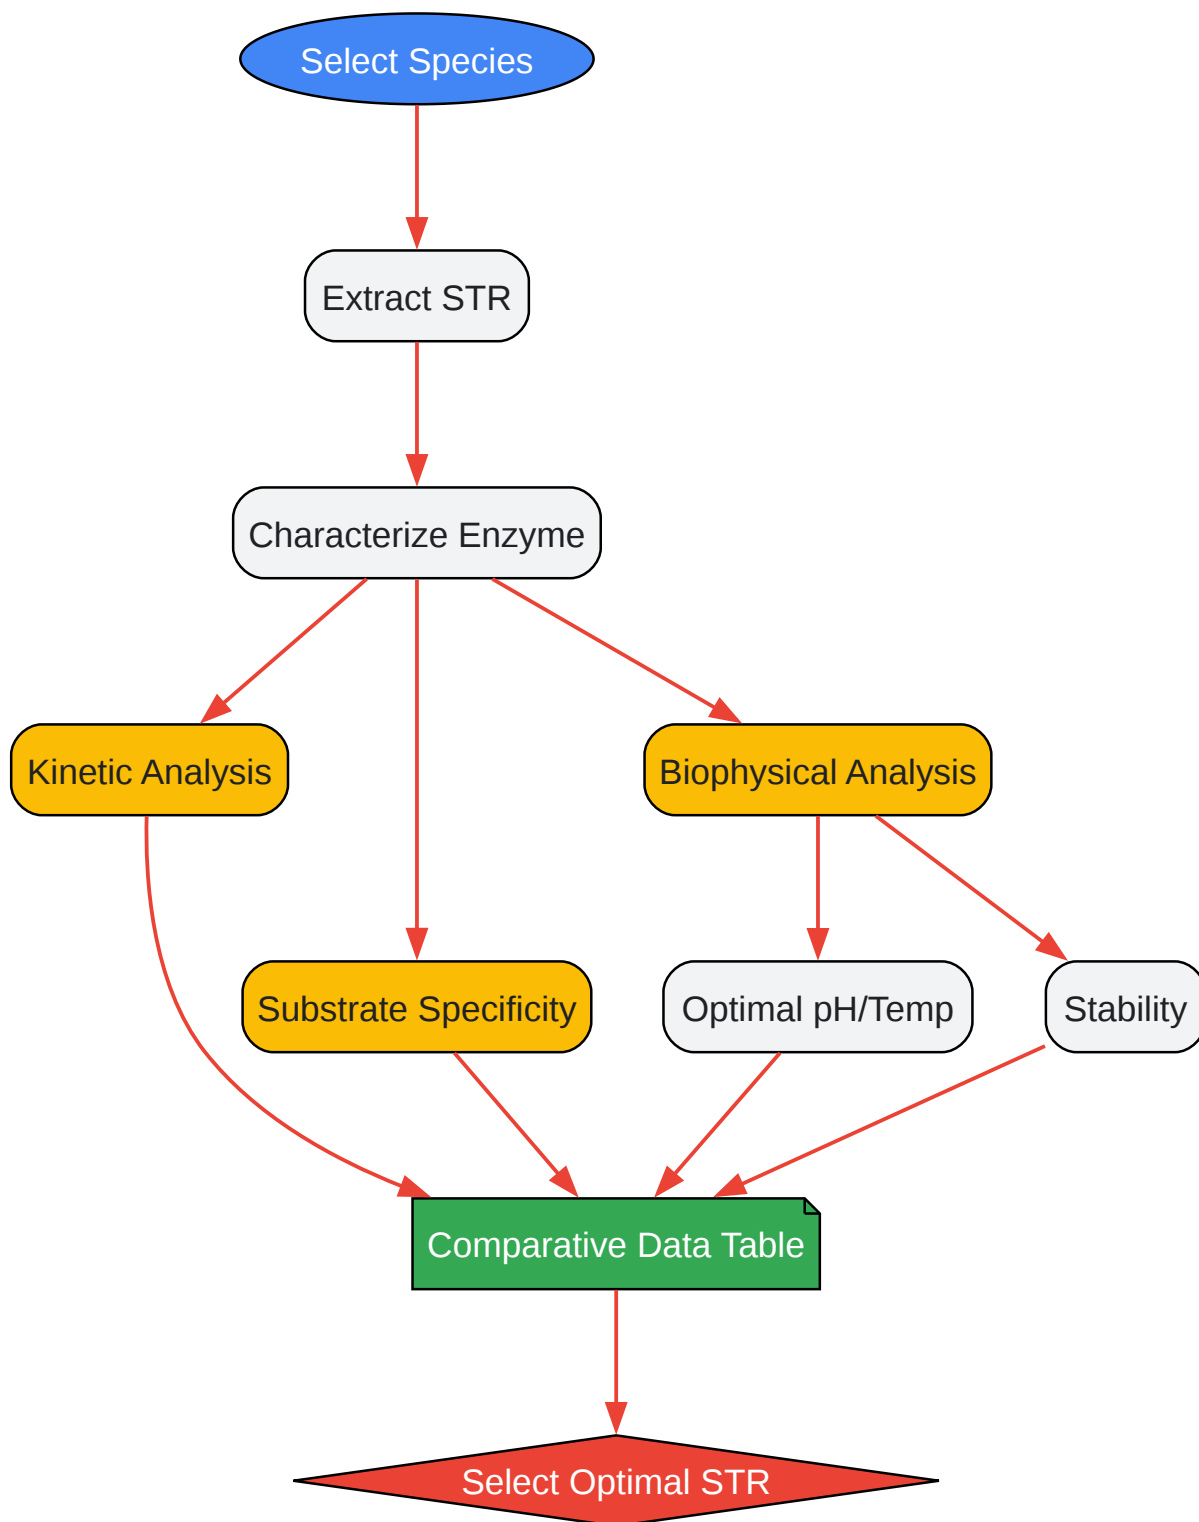 Select Species
Extract STR
Characterize Enzyme
Kinetic Analysis
Biophysical Analysis
Substrate Specificity
Optimal pH/Temp
Stability
Comparative Data Table
Select Optimal STR